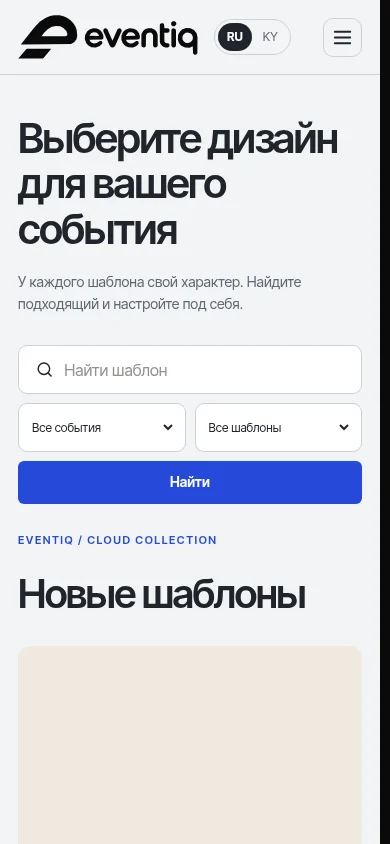 eventiq
RU KY
Выберите дизайн
для вашего
события
У каждого шаблона свой характер. Найдите
подходящий и настройте под себя.
Найти шаблон
Все события
Все шаблоны
Найти
EVENTIQ / CLOUD COLLECTION
Новые шаблоны